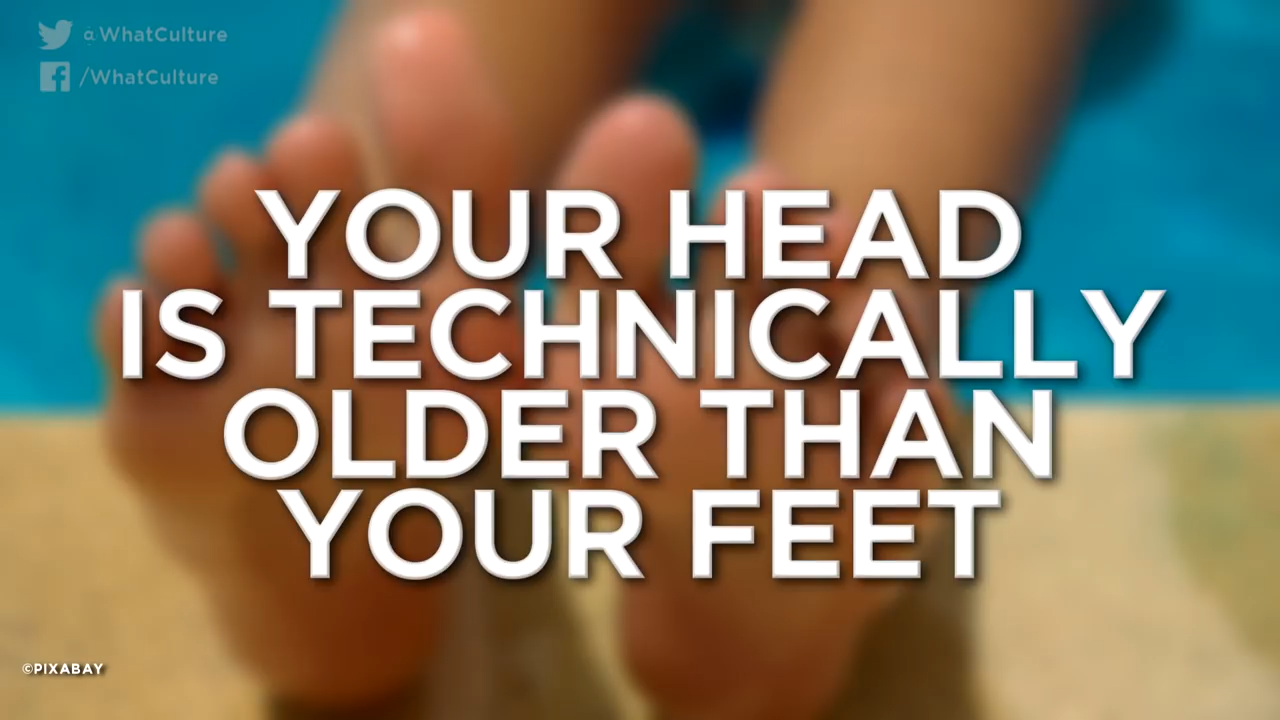 @WhatCulture
/WhatCulture
YOUR HEAD
IS TECHNICALLY
OLDER THAN
YOUR FEET
©PIXABAY